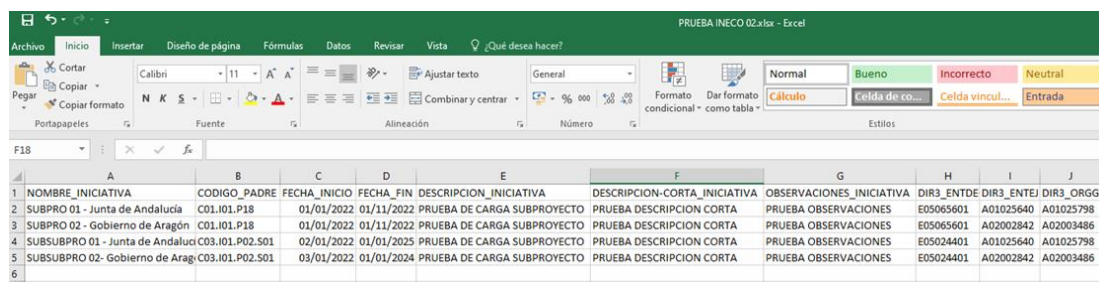 PRUEBA INECO 02.xlsx - Excel
Archivo Inicio Insertar Diseño de página Fórmulas Datos Revisar Vista ¿Qué desea hacer?
Cortar Calibri 11 Ajustar texto General Normal Bueno Incorrecto Neutral
Copiar
Pegar Copiar formato N K S Combinar y centrar % 000 Formato condicional Dar formato como tabla Cálculo Celda de co... Celda vincul... Entrada
Portapapeles Fuente Alineación Número Estilos
F18 fx
A B C D E F G H I J
1 NOMBRE_INICIATIVA CODIGO_PADRE FECHA_INICIO FECHA_FIN DESCRIPCION_INICIATIVA DESCRIPCION-CORTA_INICIATIVA OBSERVACIONES_INICIATIVA DIR3_ENTDE DIR3_ENTEJ DIR3_ORGG
2 SUBPRO 01 - Junta de Andalucía C01.I01.P18 01/01/2022 01/11/2022 PRUEBA DE CARGA SUBPROYECTO PRUEBA DESCRIPCION CORTA PRUEBA OBSERVACIONES E05065601 A01025640 A01025798
3 SUBPRO 02 - Gobierno de Aragón C01.I01.P18 01/01/2022 01/11/2022 PRUEBA DE CARGA SUBPROYECTO PRUEBA DESCRIPCION CORTA PRUEBA OBSERVACIONES E05065601 A02002842 A02003486
4 SUBSUBPRO 01 - Junta de Andaluc C03.I01.P02.S01 02/01/2022 01/01/2025 PRUEBA DE CARGA SUBPROYECTO PRUEBA DESCRIPCION CORTA PRUEBA OBSERVACIONES E05024401 A01025640 A01025798
5 SUBSUBPRO 02- Gobierno de Arag C03.I01.P02.S01 03/01/2022 01/01/2024 PRUEBA DE CARGA SUBPROYECTO PRUEBA DESCRIPCION CORTA PRUEBA OBSERVACIONES E05024401 A02002842 A02003486
6